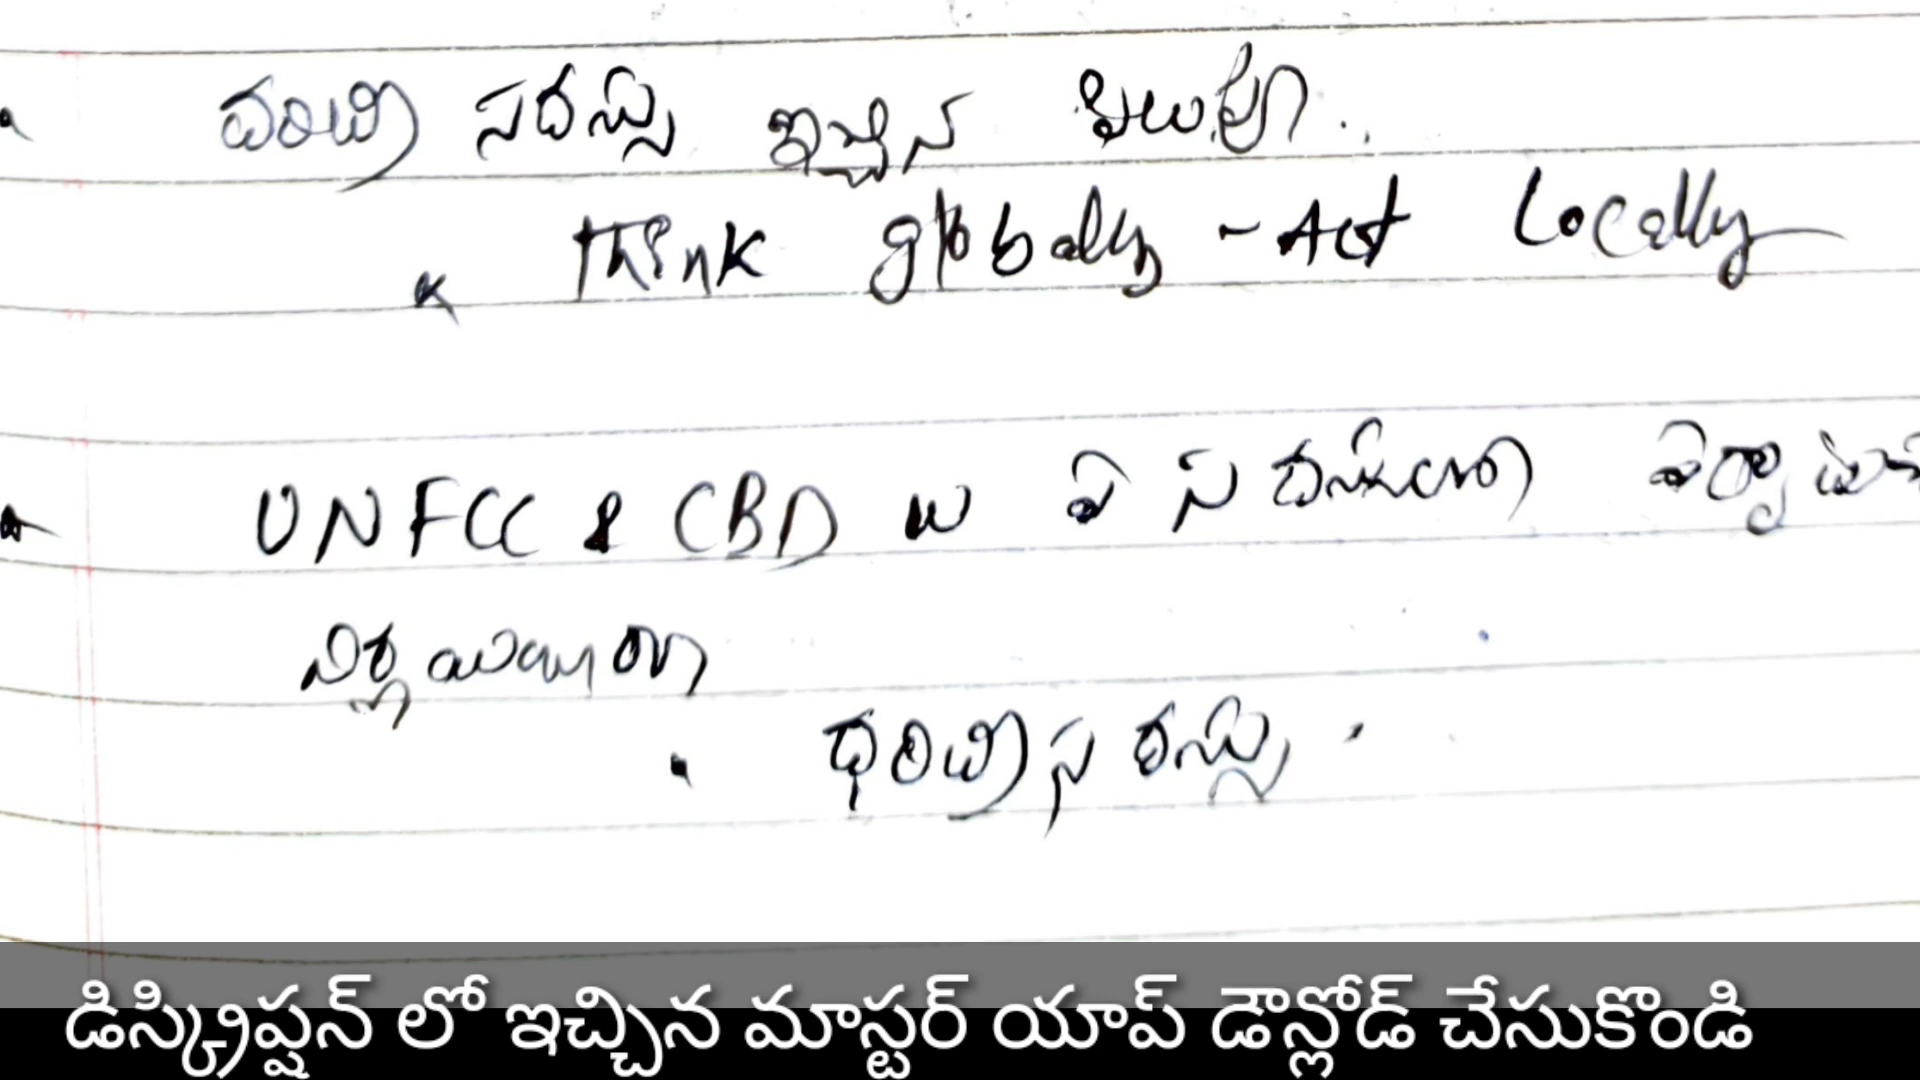 ధరిత్రి సదస్సు ఇచ్చిన పిలుపు.
Think globally - Act Locally
UNFCC & CBD ల ఏ సదస్సులో ఏర్పాటుకు
నిర్ణయించారు
ధరిత్రి సదస్సు.
డిస్క్రిప్షన్ లో ఇచ్చిన మాస్టర్ యాప్ డౌన్లోడ్ చేసుకొండి